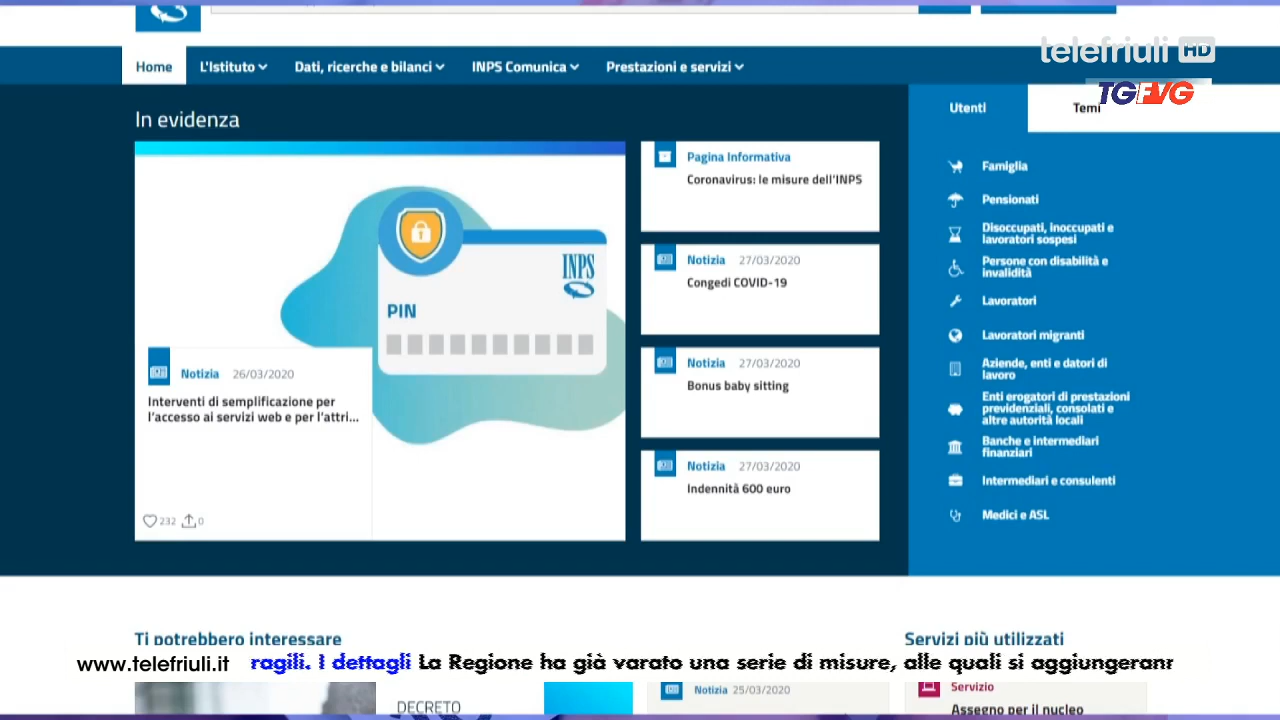 telefriuli HD
TGFVG
Home
L'Istituto
Dati, ricerche e bilanci
INPS Comunica
Prestazioni e servizi
In evidenza
INPS
PIN
Notizia 26/03/2020
Interventi di semplificazione per
l'accesso ai servizi web e per l'attri...
232
0
Pagina Informativa
Coronavirus: le misure dell'INPS
Notizia 27/03/2020
Congedi COVID-19
Notizia 27/03/2020
Bonus baby sitting
Notizia 27/03/2020
Indennità 600 euro
Utenti
Temi
Famiglia
Pensionati
Disoccupati, inoccupati e
lavoratori sospesi
Persone con disabilità e
invalidità
Lavoratori
Lavoratori migranti
Aziende, enti e datori di
lavoro
Enti erogatori di prestazioni
previdenziali, consolati e
altre autorità locali
Banche e intermediari
finanziari
Intermediari e consulenti
Medici e ASL
Ti potrebbero interessare
Servizi più utilizzati
www.telefriuli.it ragili. I dettagli La Regione ha già varato una serie di misure, alle quali si aggiungerann
DECRETO
Notizia 25/03/2020
Servizio
Assegno per il nucleo